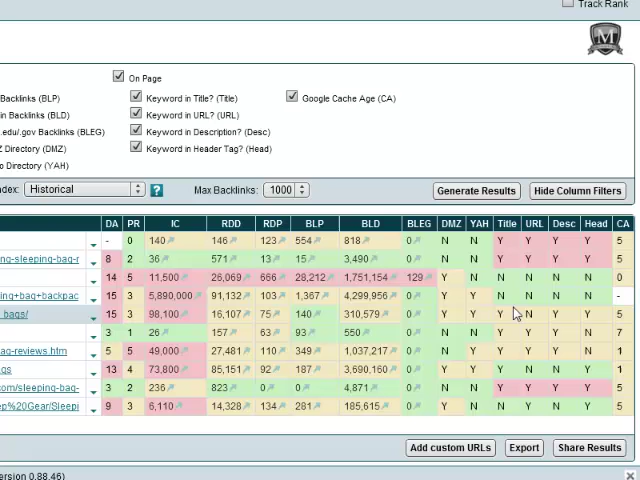 Track Rank
M
On Page
Backlinks (BLP)
Keyword in Title? (Title)
Google Cache Age (CA)
in Backlinks (BLD)
Keyword in URL? (URL)
.edu/.gov Backlinks (BLEG)
Keyword in Description? (Desc)
Z Directory (DMZ)
Keyword in Header Tag? (Head)
o Directory (YAH)
ndex: Historical ? Max Backlinks: 1000 Generate Results Hide Column Filters
DA PR IC RDD RDP BLP BLD BLEG DMZ YAH Title URL Desc Head CA
- 0 140 146 123 554 818 0 N N Y Y Y Y 5
ng-sleeping-bag-r 8 2 36 571 13 15 3,490 0 N N Y Y Y Y 5
14 5 11,500 26,069 666 28,212 1,751,154 129 Y N N N N N 0
ing+bag+backpac 15 3 5,890,000 91,132 103 1,367 4,299,956 0 Y Y N N N N -
bags/ 15 3 98,100 16,107 75 140 310,579 0 Y Y Y N Y Y 5
3 1 26 157 63 93 550 0 N N Y Y Y N 7
ag-reviews.htm 5 5 49,000 27,481 110 349 1,037,217 0 N Y Y Y N N 1
gs 13 4 73,800 85,151 92 187 3,690,160 0 Y Y Y N N Y 1
com/sleeping-bag- 3 2 236 823 0 0 4,871 0 N N Y Y Y Y 5
ep%20Gear/Sleepi 9 3 6,110 14,328 134 281 185,615 0 Y N N Y N Y 5
Add custom URLs Export Share Results
ersion 0.88.46)